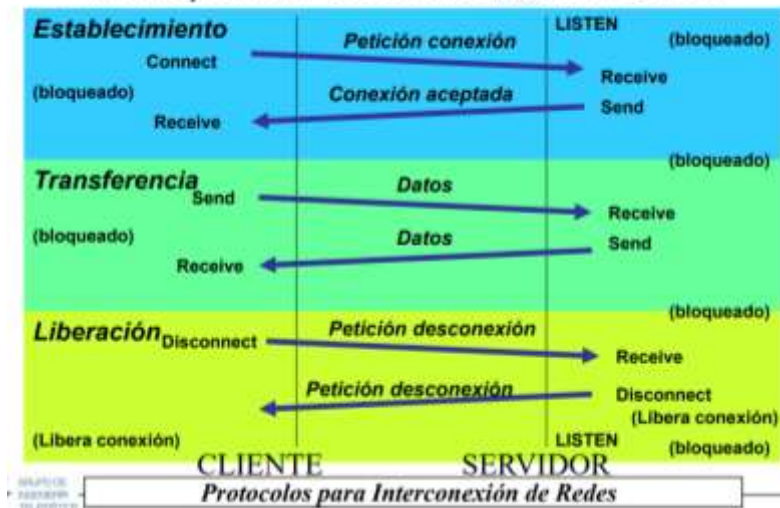 Establecimiento
Petición conexión
LISTEN
(bloqueado)
Connect
Receive
(bloqueado)
Conexión aceptada
Send
Receive
(bloqueado)
Transferencia
Send
Datos
Receive
(bloqueado)
Datos
Send
Receive
(bloqueado)
Liberación
Disconnect
Petición desconexión
Receive
Petición desconexión
Disconnect
(Libera conexión)
(Libera conexión)
LISTEN
(bloqueado)
CLIENTE
SERVIDOR
Protocolos para Interconexión de Redes